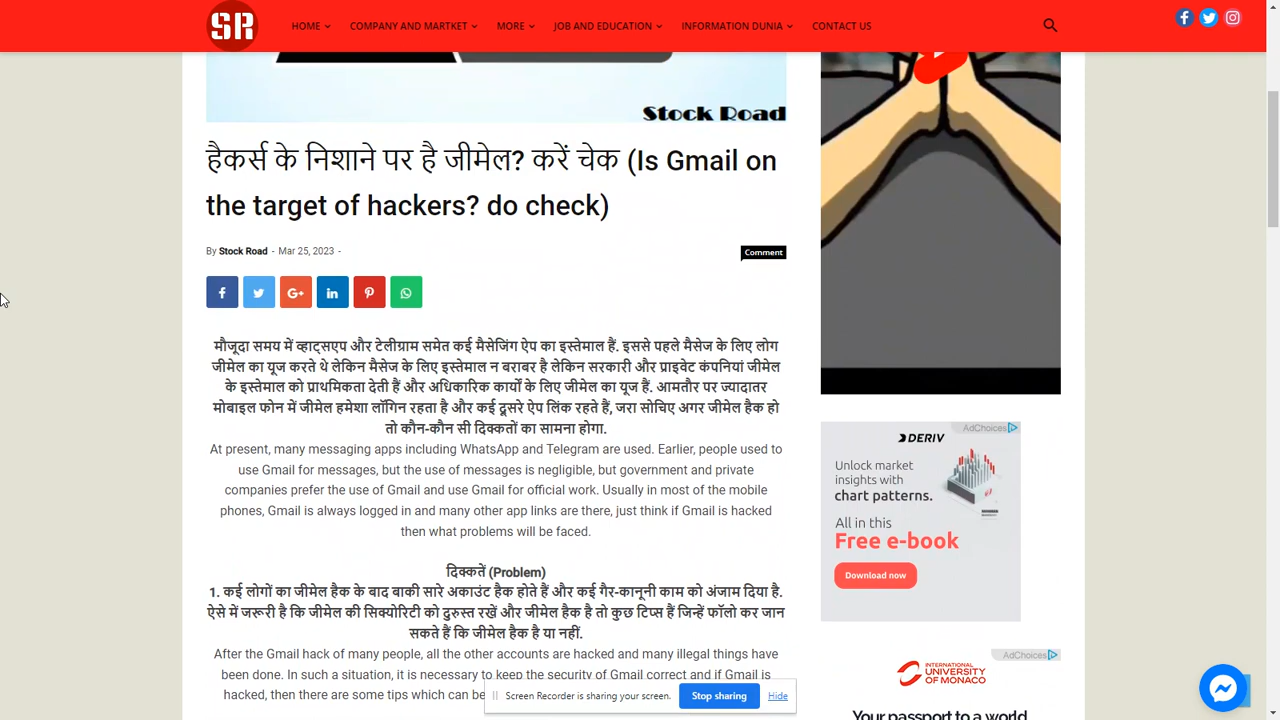 SR
HOME
COMPANY AND MARTKET
MORE
JOB AND EDUCATION
INFORMATION DUNIA
CONTACT US
Stock Road
हैकर्स के निशाने पर है जीमेल? करें चेक (Is Gmail on
the target of hackers? do check)
By Stock Road - Mar 25, 2023 -
Comment
मौजूदा समय में व्हाट्सएप और टेलीग्राम समेत कई मैसेजिंग ऐप का इस्तेमाल हैं. इससे पहले मैसेज के लिए लोग
जीमेल का यूज करते थे लेकिन मैसेज के लिए इस्तेमाल न बराबर है लेकिन सरकारी और प्राइवेट कंपनियां जीमेल
के इस्तेमाल को प्राथमिकता देती हैं और अधिकारिक कार्यों के लिए जीमेल का यूज हैं. आमतौर पर ज्यादातर
मोबाइल फोन में जीमेल हमेशा लॉगिन रहता है और कई दूसरे ऐप लिंक रहते हैं, जरा सोचिए अगर जीमेल हैक हो
तो कौन-कौन सी दिक्कतों का सामना होगा.
At present, many messaging apps including WhatsApp and Telegram are used. Earlier, people used to
use Gmail for messages, but the use of messages is negligible, but government and private
companies prefer the use of Gmail and use Gmail for official work. Usually in most of the mobile
phones, Gmail is always logged in and many other app links are there, just think if Gmail is hacked
then what problems will be faced.
दिक्कतें (Problem)
1. कई लोगों का जीमेल हैक के बाद बाकी सारे अकाउंट हैक होते हैं और कई गैर-कानूनी काम को अंजाम दिया है.
ऐसे में जरूरी है कि जीमेल की सिक्योरिटी को दुरुस्त रखें और जीमेल हैक है तो कुछ टिप्स हैं जिन्हें फॉलो कर जान
सकते हैं कि जीमेल हैक है या नहीं.
After the Gmail hack of many people, all the other accounts are hacked and many illegal things have
been done. In such a situation, it is necessary to keep the security of Gmail correct and if Gmail is
hacked, then there are some tips which can be
AdChoices
DERIV
Unlock market
insights with
chart patterns.
All in this
Free e-book
Download now
AdChoices
INTERNATIONAL
UNIVERSITY
OF MONACO
Your passport to a world
Screen Recorder is sharing your screen.
Stop sharing
Hide